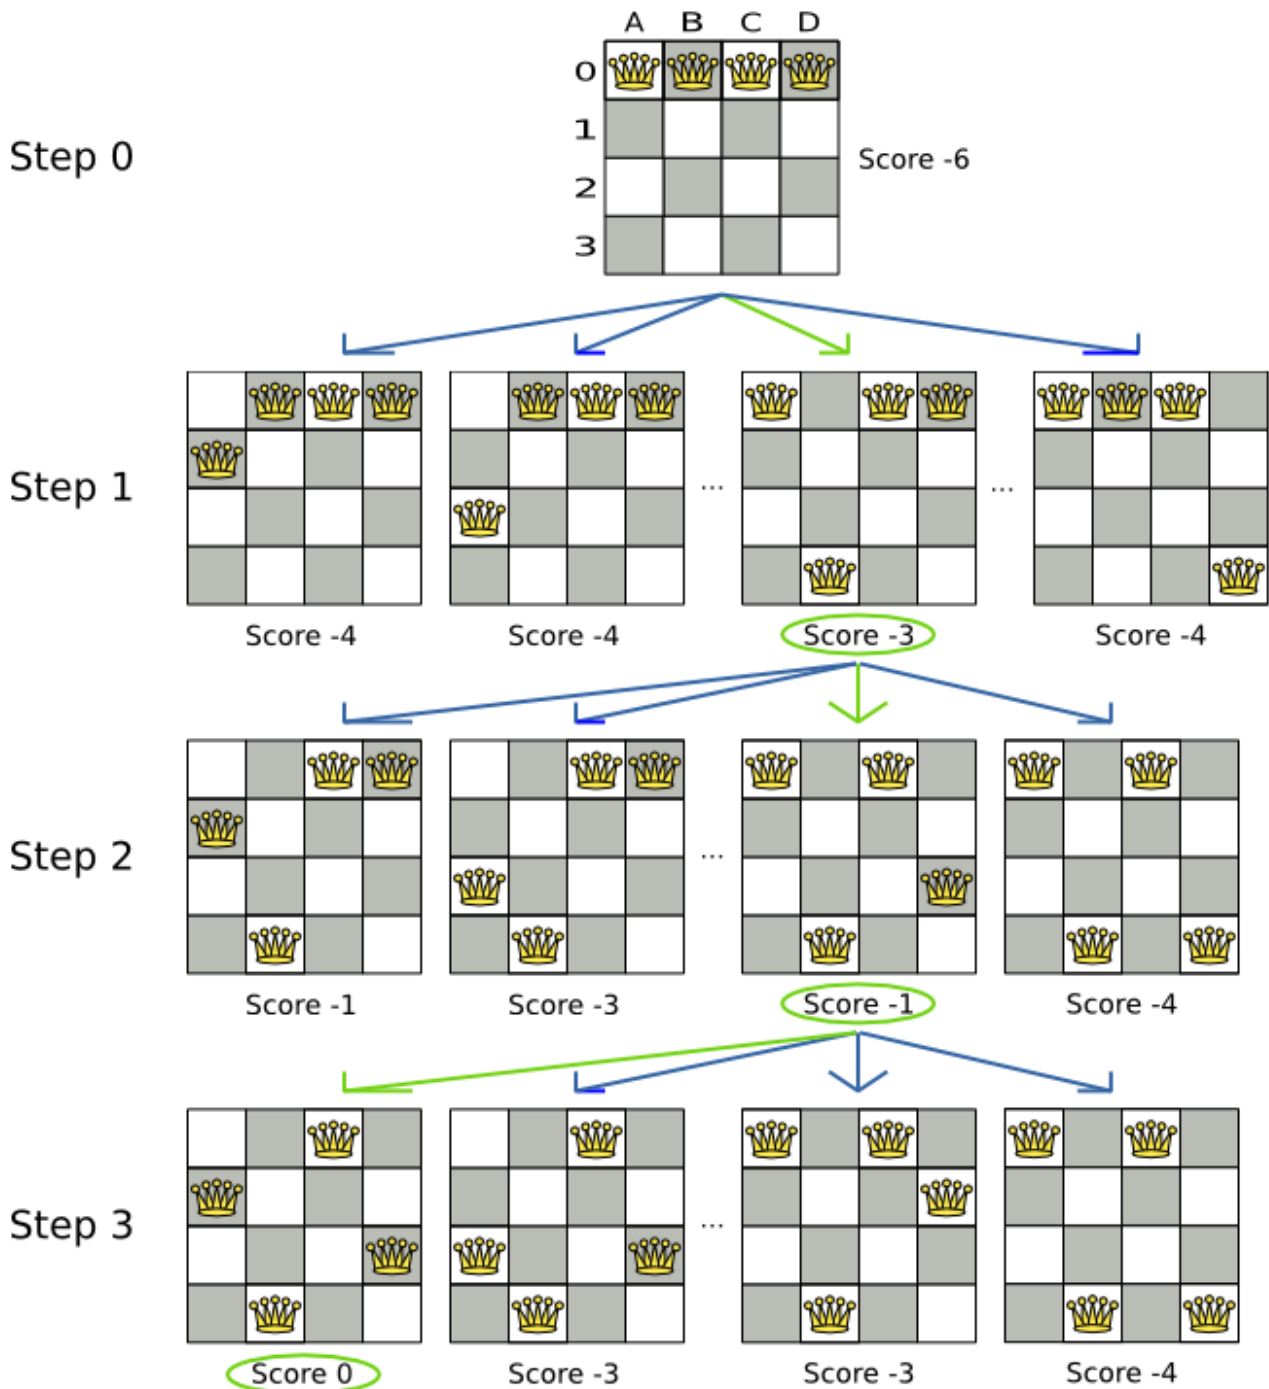 A B C D
0
1
Step 0
Score -6
2
3
Step 1
...
...
Score -4 Score -4 Score -3 Score -4
Step 2
...
Score -1 Score -3 Score -1 Score -4
Step 3
...
Score 0 Score -3 Score -3 Score -4